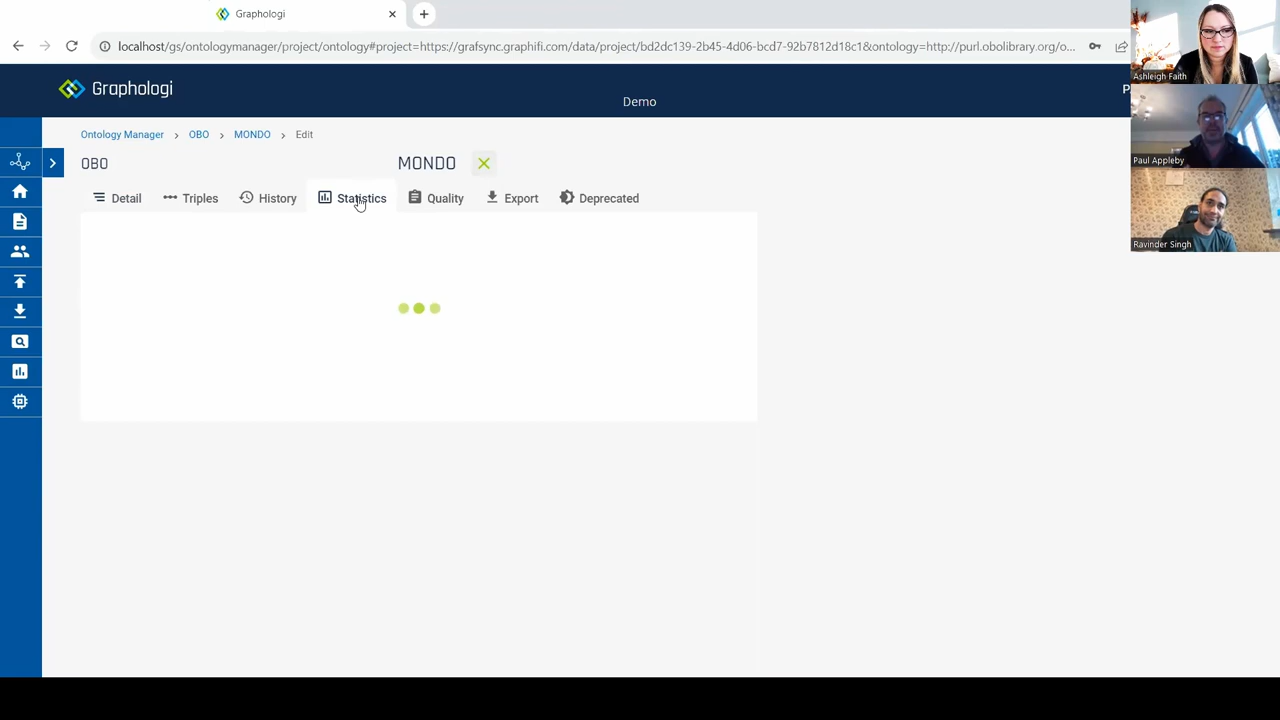 Graphologi
localhost/gs/ontologymanager/project/ontology#project=https://grafsync.graphifi.com/data/project/bd2dc139-2b45-4d06-bcd7-92b7812d18c1&ontology=http://purl.obolibrary.org/o...
Graphologi
Demo
P
Ashleigh Faith
Paul Appleby
Ravinder Singh
Ontology Manager > OBO > MONDO > Edit
OBO
MONDO
Detail Triples History Statistics Quality Export Deprecated